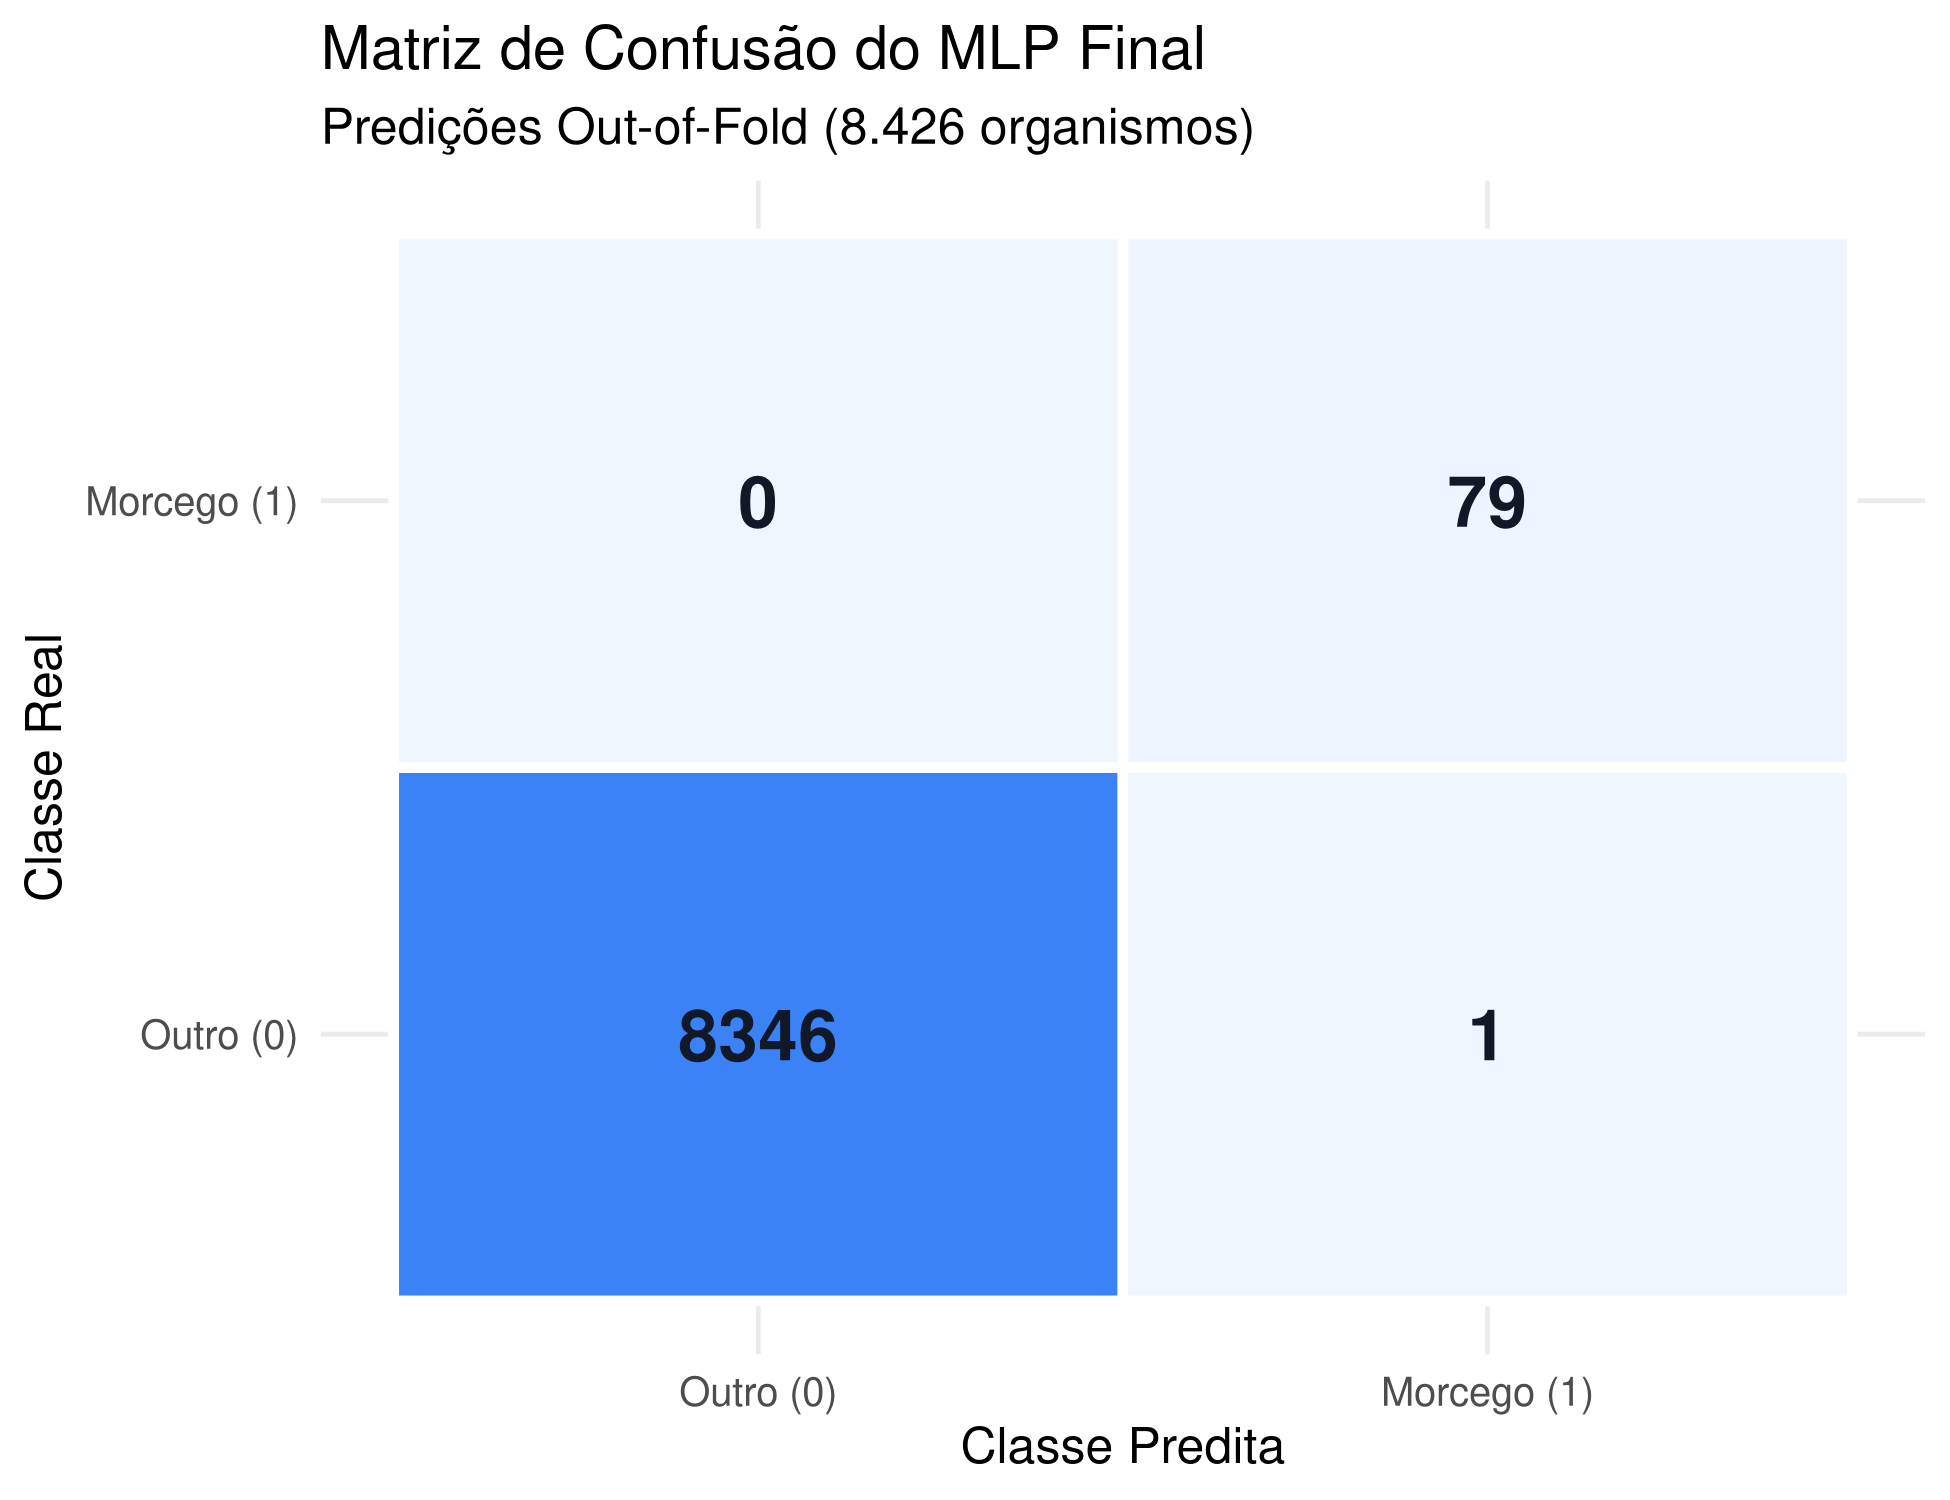 Matriz de Confusão do MLP Final
Predições Out-of-Fold (8.426 organismos)
Classe Real
Morcego (1)
0
79
Outro (0)
8346
1
Outro (0)
Morcego (1)
Classe Predita